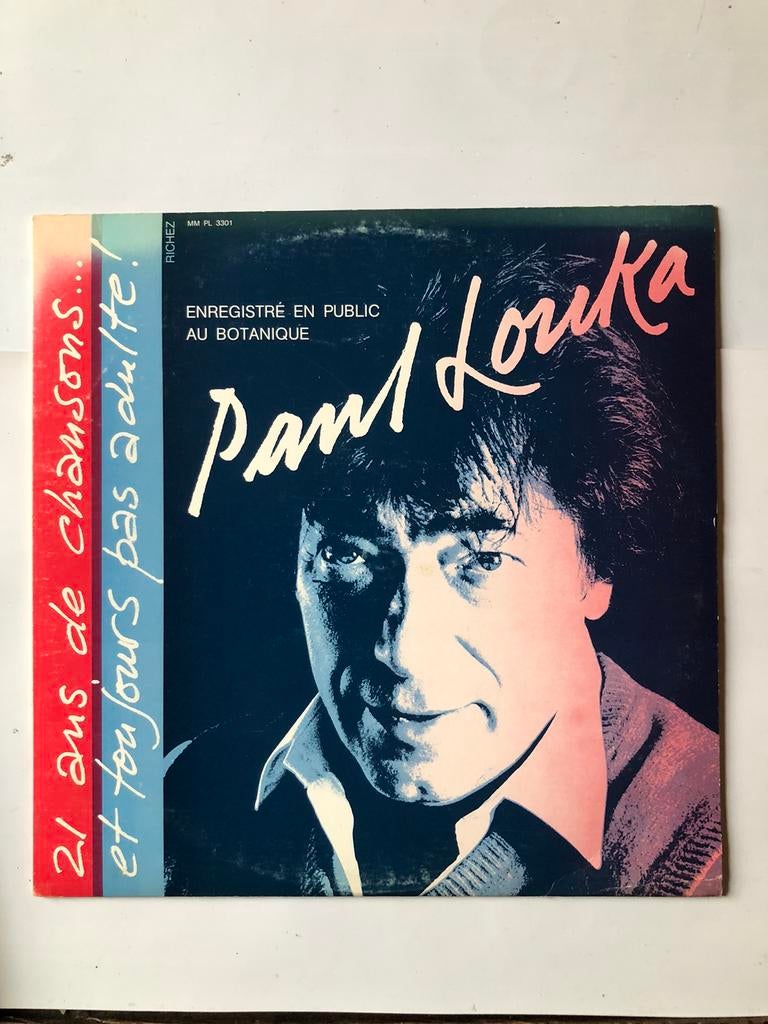 21 ans de chansons...
et toujours pas adulte!
RICHEZ
MM PL 3301
ENREGISTRÉ EN PUBLIC
AU BOTANIQUE
Paul Louka